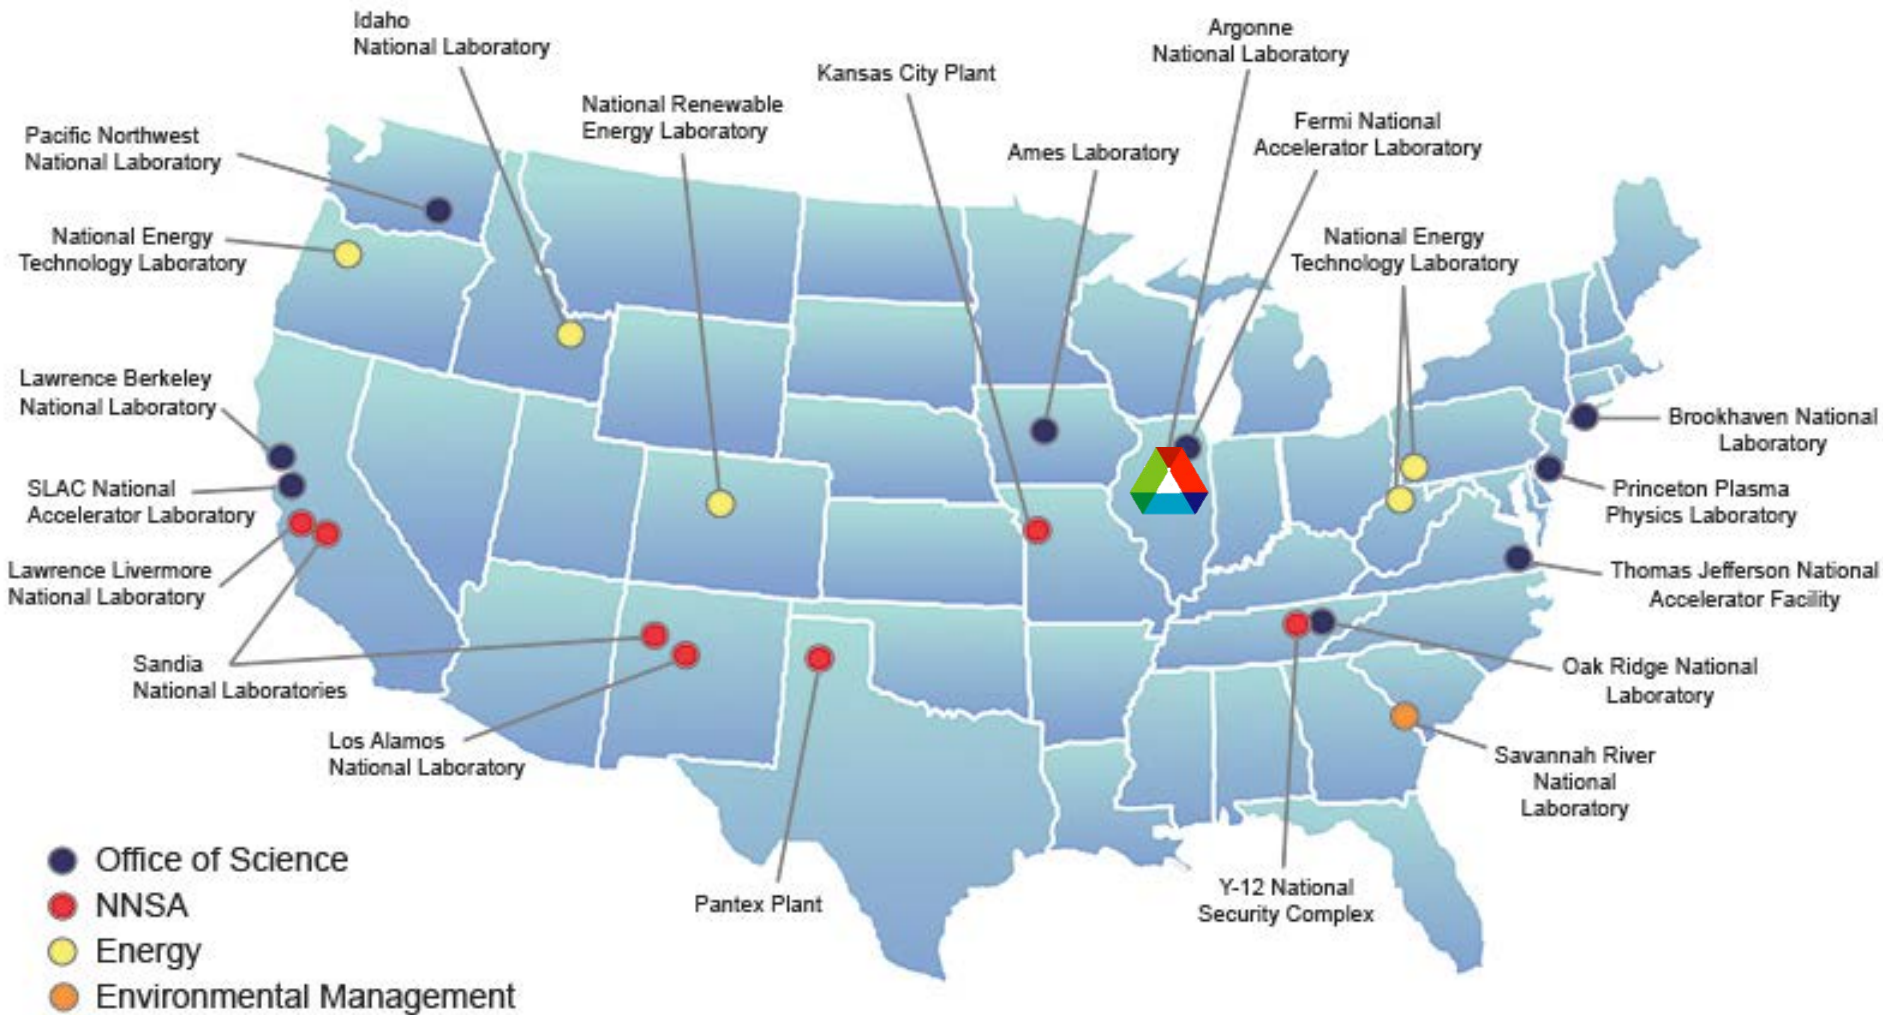 Idaho
National Laboratory
Argonne
National Laboratory
Kansas City Plant
National Renewable
Energy Laboratory
Fermi National
Accelerator Laboratory
Pacific Northwest
National Laboratory
Ames Laboratory
National Energy
Technology Laboratory
National Energy
Technology Laboratory
Lawrence Berkeley
National Laboratory
Brookhaven National
Laboratory
SLAC National
Accelerator Laboratory
Princeton Plasma
Physics Laboratory
Lawrence Livermore
National Laboratory
Thomas Jefferson National
Accelerator Facility
Sandia
National Laboratories
Oak Ridge National
Laboratory
Los Alamos
National Laboratory
Savannah River
National
Laboratory
Pantex Plant
Y-12 National
Security Complex
Office of Science
NNSA
Energy
Environmental Management